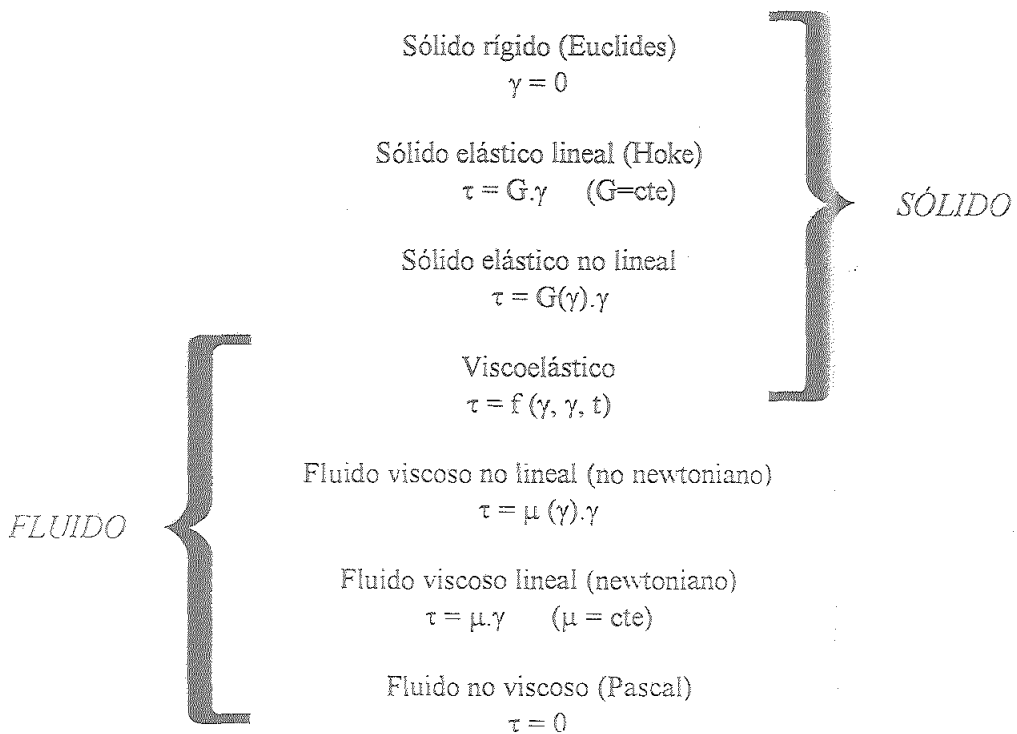 Sólido rígido (Euclides)
γ = 0
Sólido elástico lineal (Hoke)
τ = G.γ (G=cte)
SÓLIDO
Sólido elástico no lineal
τ = G(γ).γ
Viscoelástico
τ = f (γ, γ, t)
Fluido viscoso no lineal (no newtoniano)
τ = μ (γ).γ
FLUIDO
Fluido viscoso lineal (newtoniano)
τ = μ.γ (μ = cte)
Fluido no viscoso (Pascal)
τ = 0